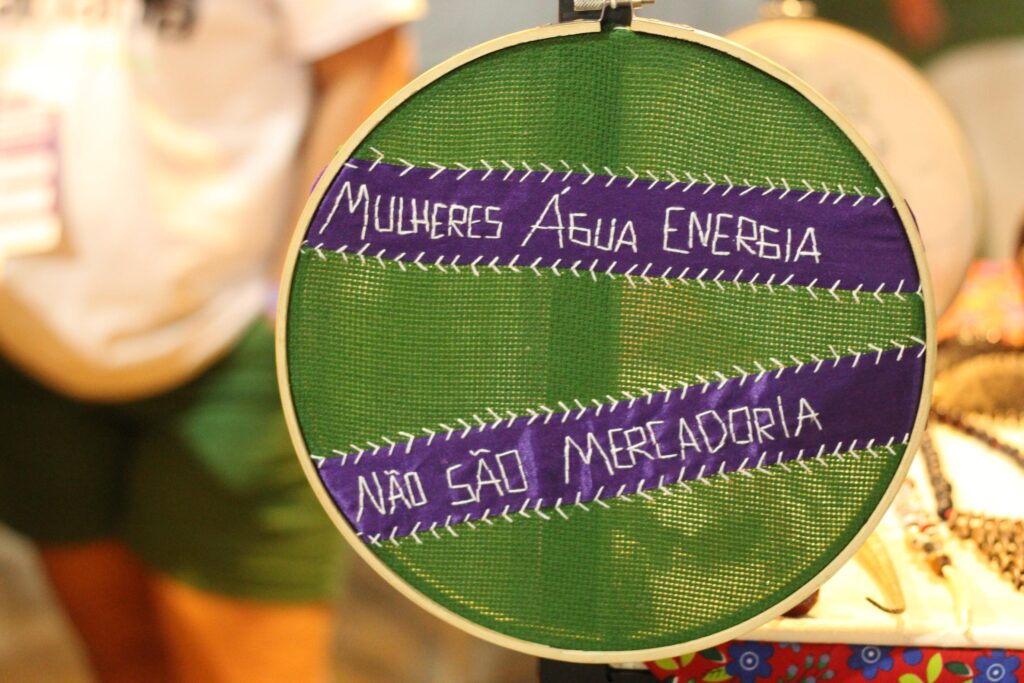 MULHERES ÁGUA ENERGIA
NÃO SÃO MERCADORIA